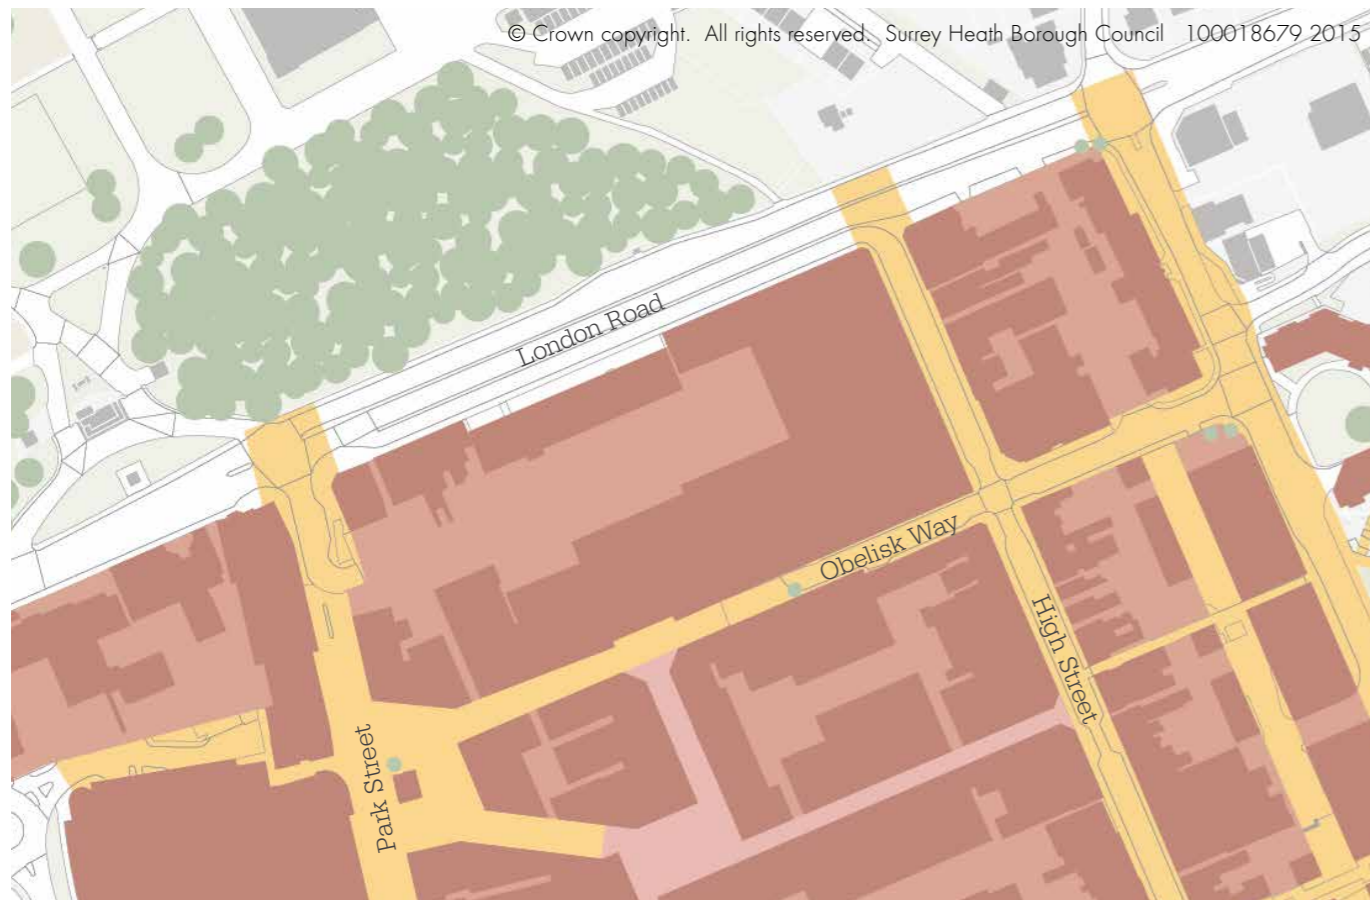 © Crown copyright. All rights reserved. Surrey Heath Borough Council 100018679 2015
London Road
Obelisk Way
High Street
Park Street